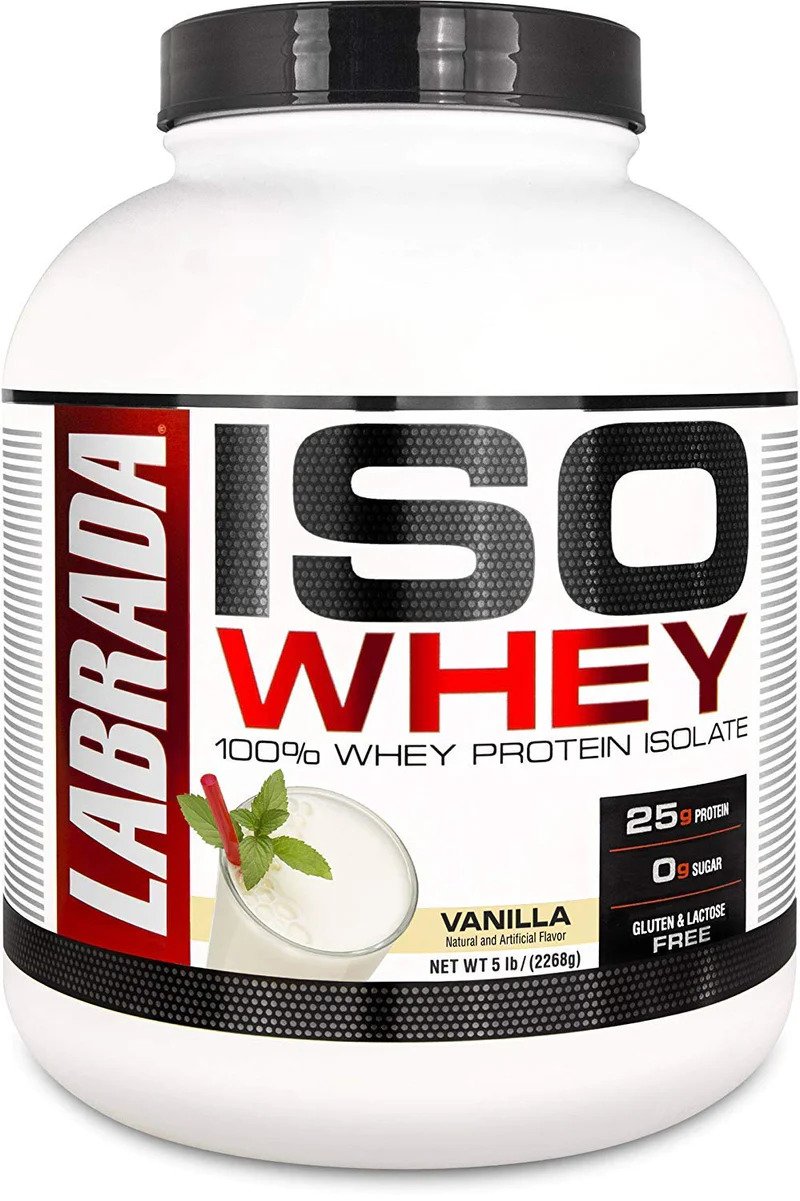 LABRADA®
ISO
WHEY
100% WHEY PROTEIN ISOLATE
25g PROTEIN
0g SUGAR
GLUTEN & LACTOSE
FREE
VANILLA
Natural and Artificial Flavor
NET WT 5 lb / (2268g)